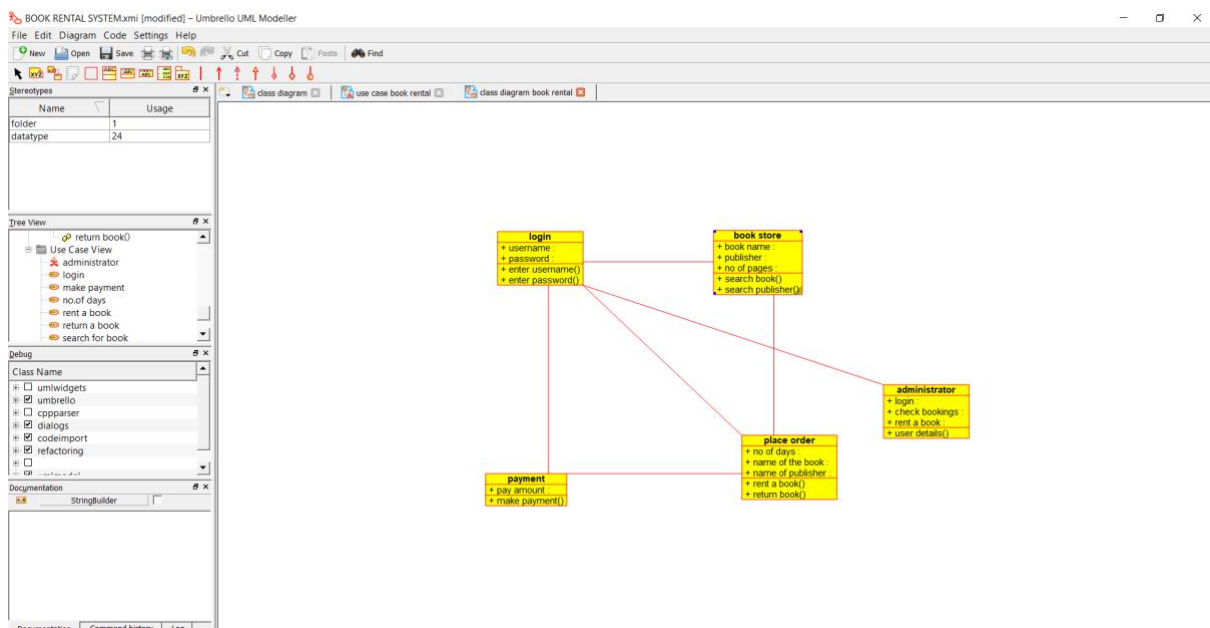 BOOK RENTAL SYSTEM.xmi [modified] – Umbrello UML Modeller
File Edit Diagram Code Settings Help
New Open Save Cut Copy Paste Find
Stereotypes
Name Usage
folder 1
datatype 24
class diagram
use case book rental
class diagram book rental
Tree View
return book()
Use Case View
administrator
login
make payment
no.of days
rent a book
return a book
search for book
Debug
Class Name
umlwidgets
umbrello
cppparser
dialogs
codeimport
refactoring
Documentation
StringBuilder
Documentation Command history Log
login
+ username :
+ password :
+ enter username()
+ enter password()
book store
+ book name :
+ publisher :
+ no of pages :
+ search book()
+ search publisher()
administrator
+ login :
+ check bookings :
+ rent a book :
+ user details()
place order
+ no of days :
+ name of the book :
+ name of publisher :
+ rent a book()
+ return book()
payment
+ pay amount :
+ make payment()